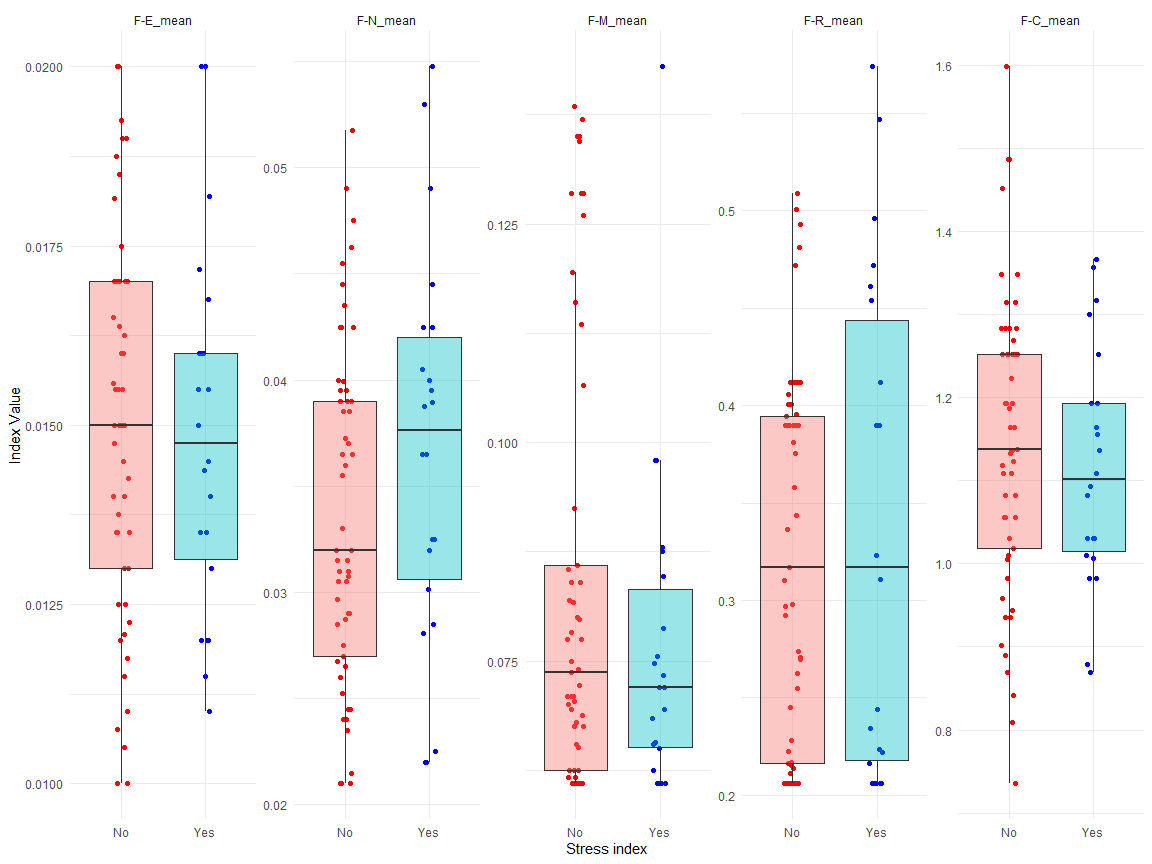 F-E_mean
F-N_mean
F-M_mean
F-R_mean
F-C_mean
Index Value
0.0200
0.0175
0.0150
0.0125
0.0100
0.05
0.04
0.03
0.02
0.125
0.100
0.075
0.5
0.4
0.3
0.2
1.6
1.4
1.2
1.0
0.8
No Yes No Yes No Yes No Yes No Yes
Stress index